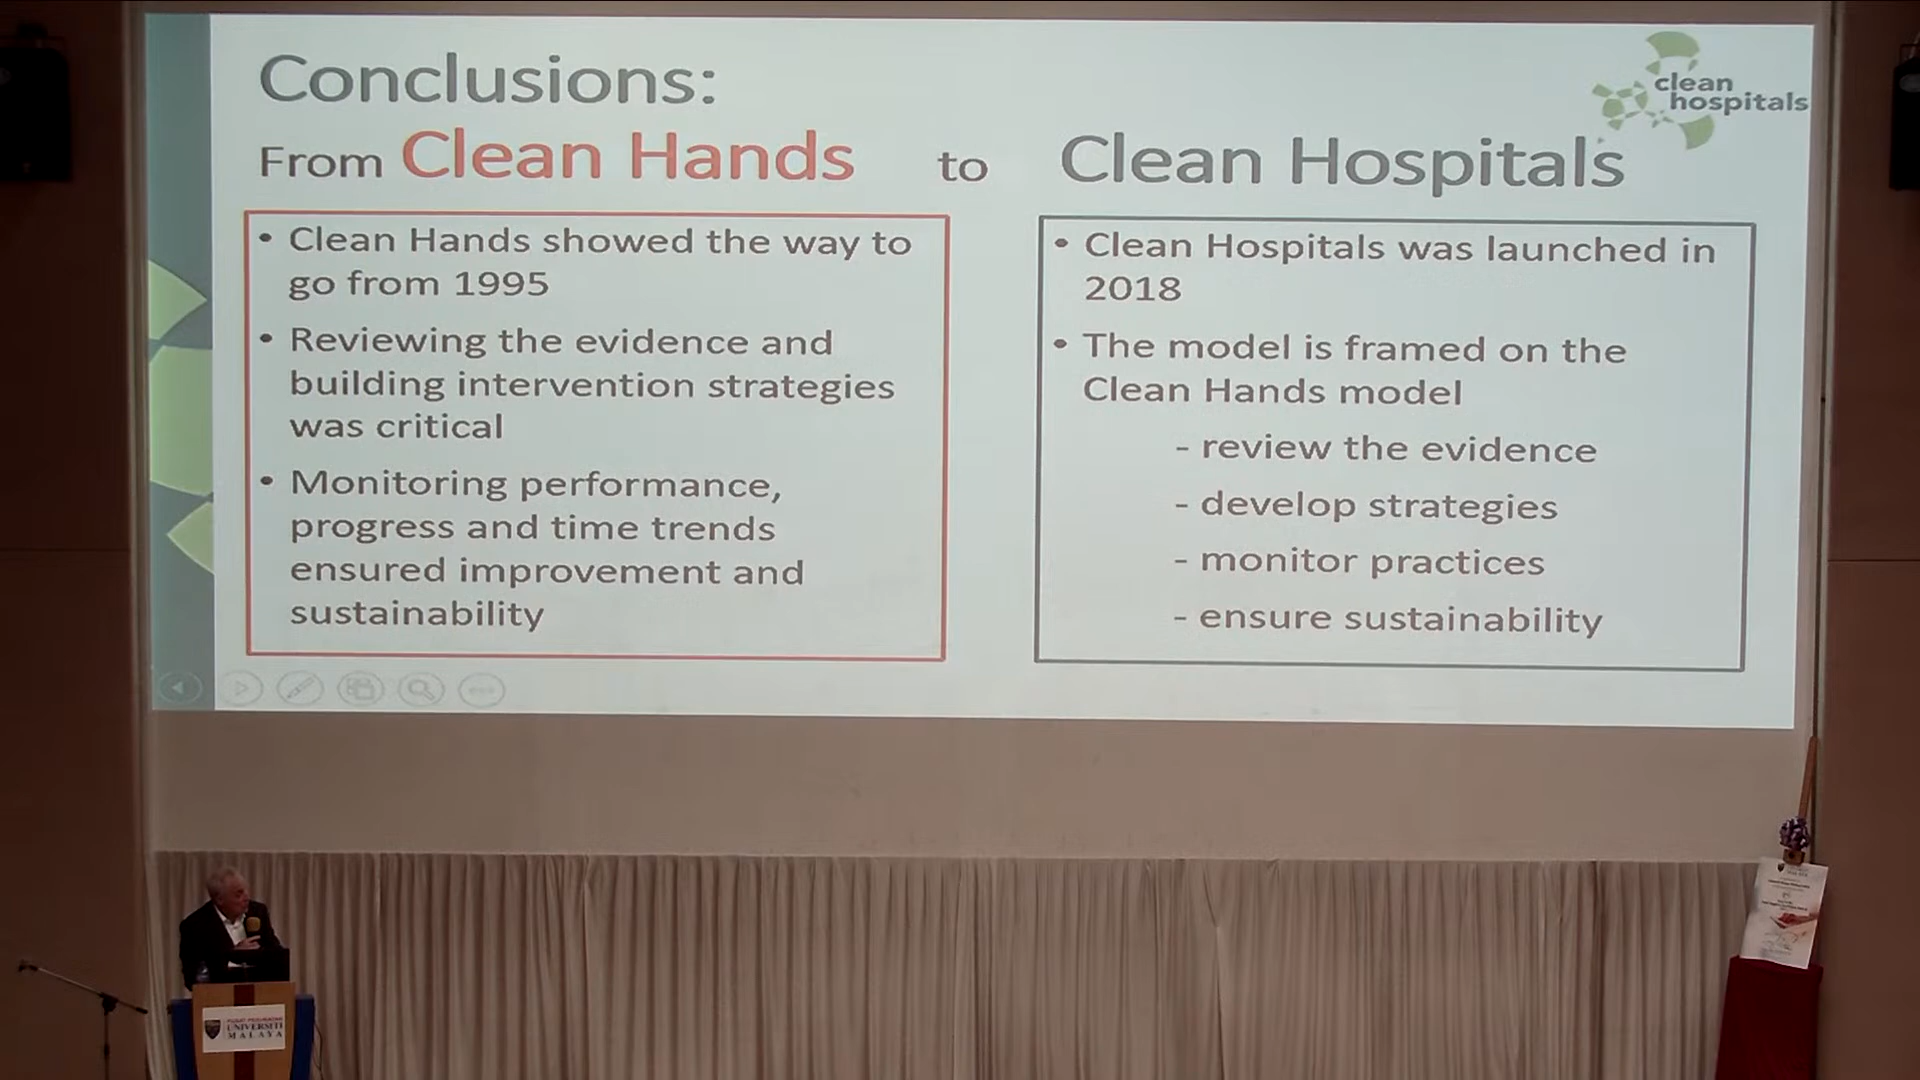 Conclusions:
From Clean Hands to Clean Hospitals
clean
hospitals
• Clean Hands showed the way to
go from 1995
• Reviewing the evidence and
building intervention strategies
was critical
• Monitoring performance,
progress and time trends
ensured improvement and
sustainability
• Clean Hospitals was launched in
2018
• The model is framed on the
Clean Hands model
- review the evidence
- develop strategies
- monitor practices
- ensure sustainability
UNIVERSITI
MALAYA